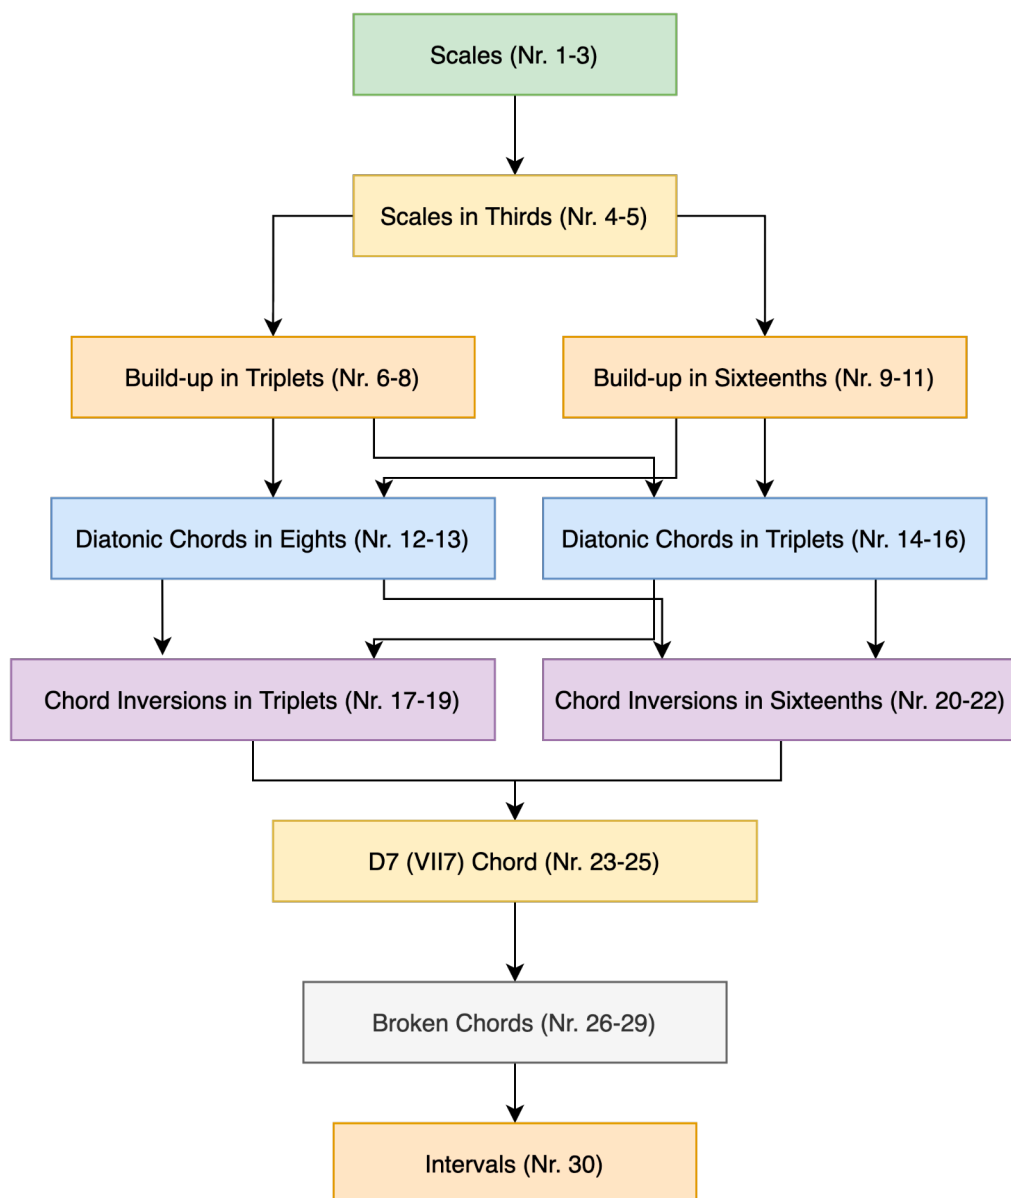 Scales (Nr. 1-3)
Scales in Thirds (Nr. 4-5)
Build-up in Triplets (Nr. 6-8)
Build-up in Sixteenths (Nr. 9-11)
Diatonic Chords in Eights (Nr. 12-13)
Diatonic Chords in Triplets (Nr. 14-16)
Chord Inversions in Triplets (Nr. 17-19)
Chord Inversions in Sixteenths (Nr. 20-22)
D7 (VII7) Chord (Nr. 23-25)
Broken Chords (Nr. 26-29)
Intervals (Nr. 30)